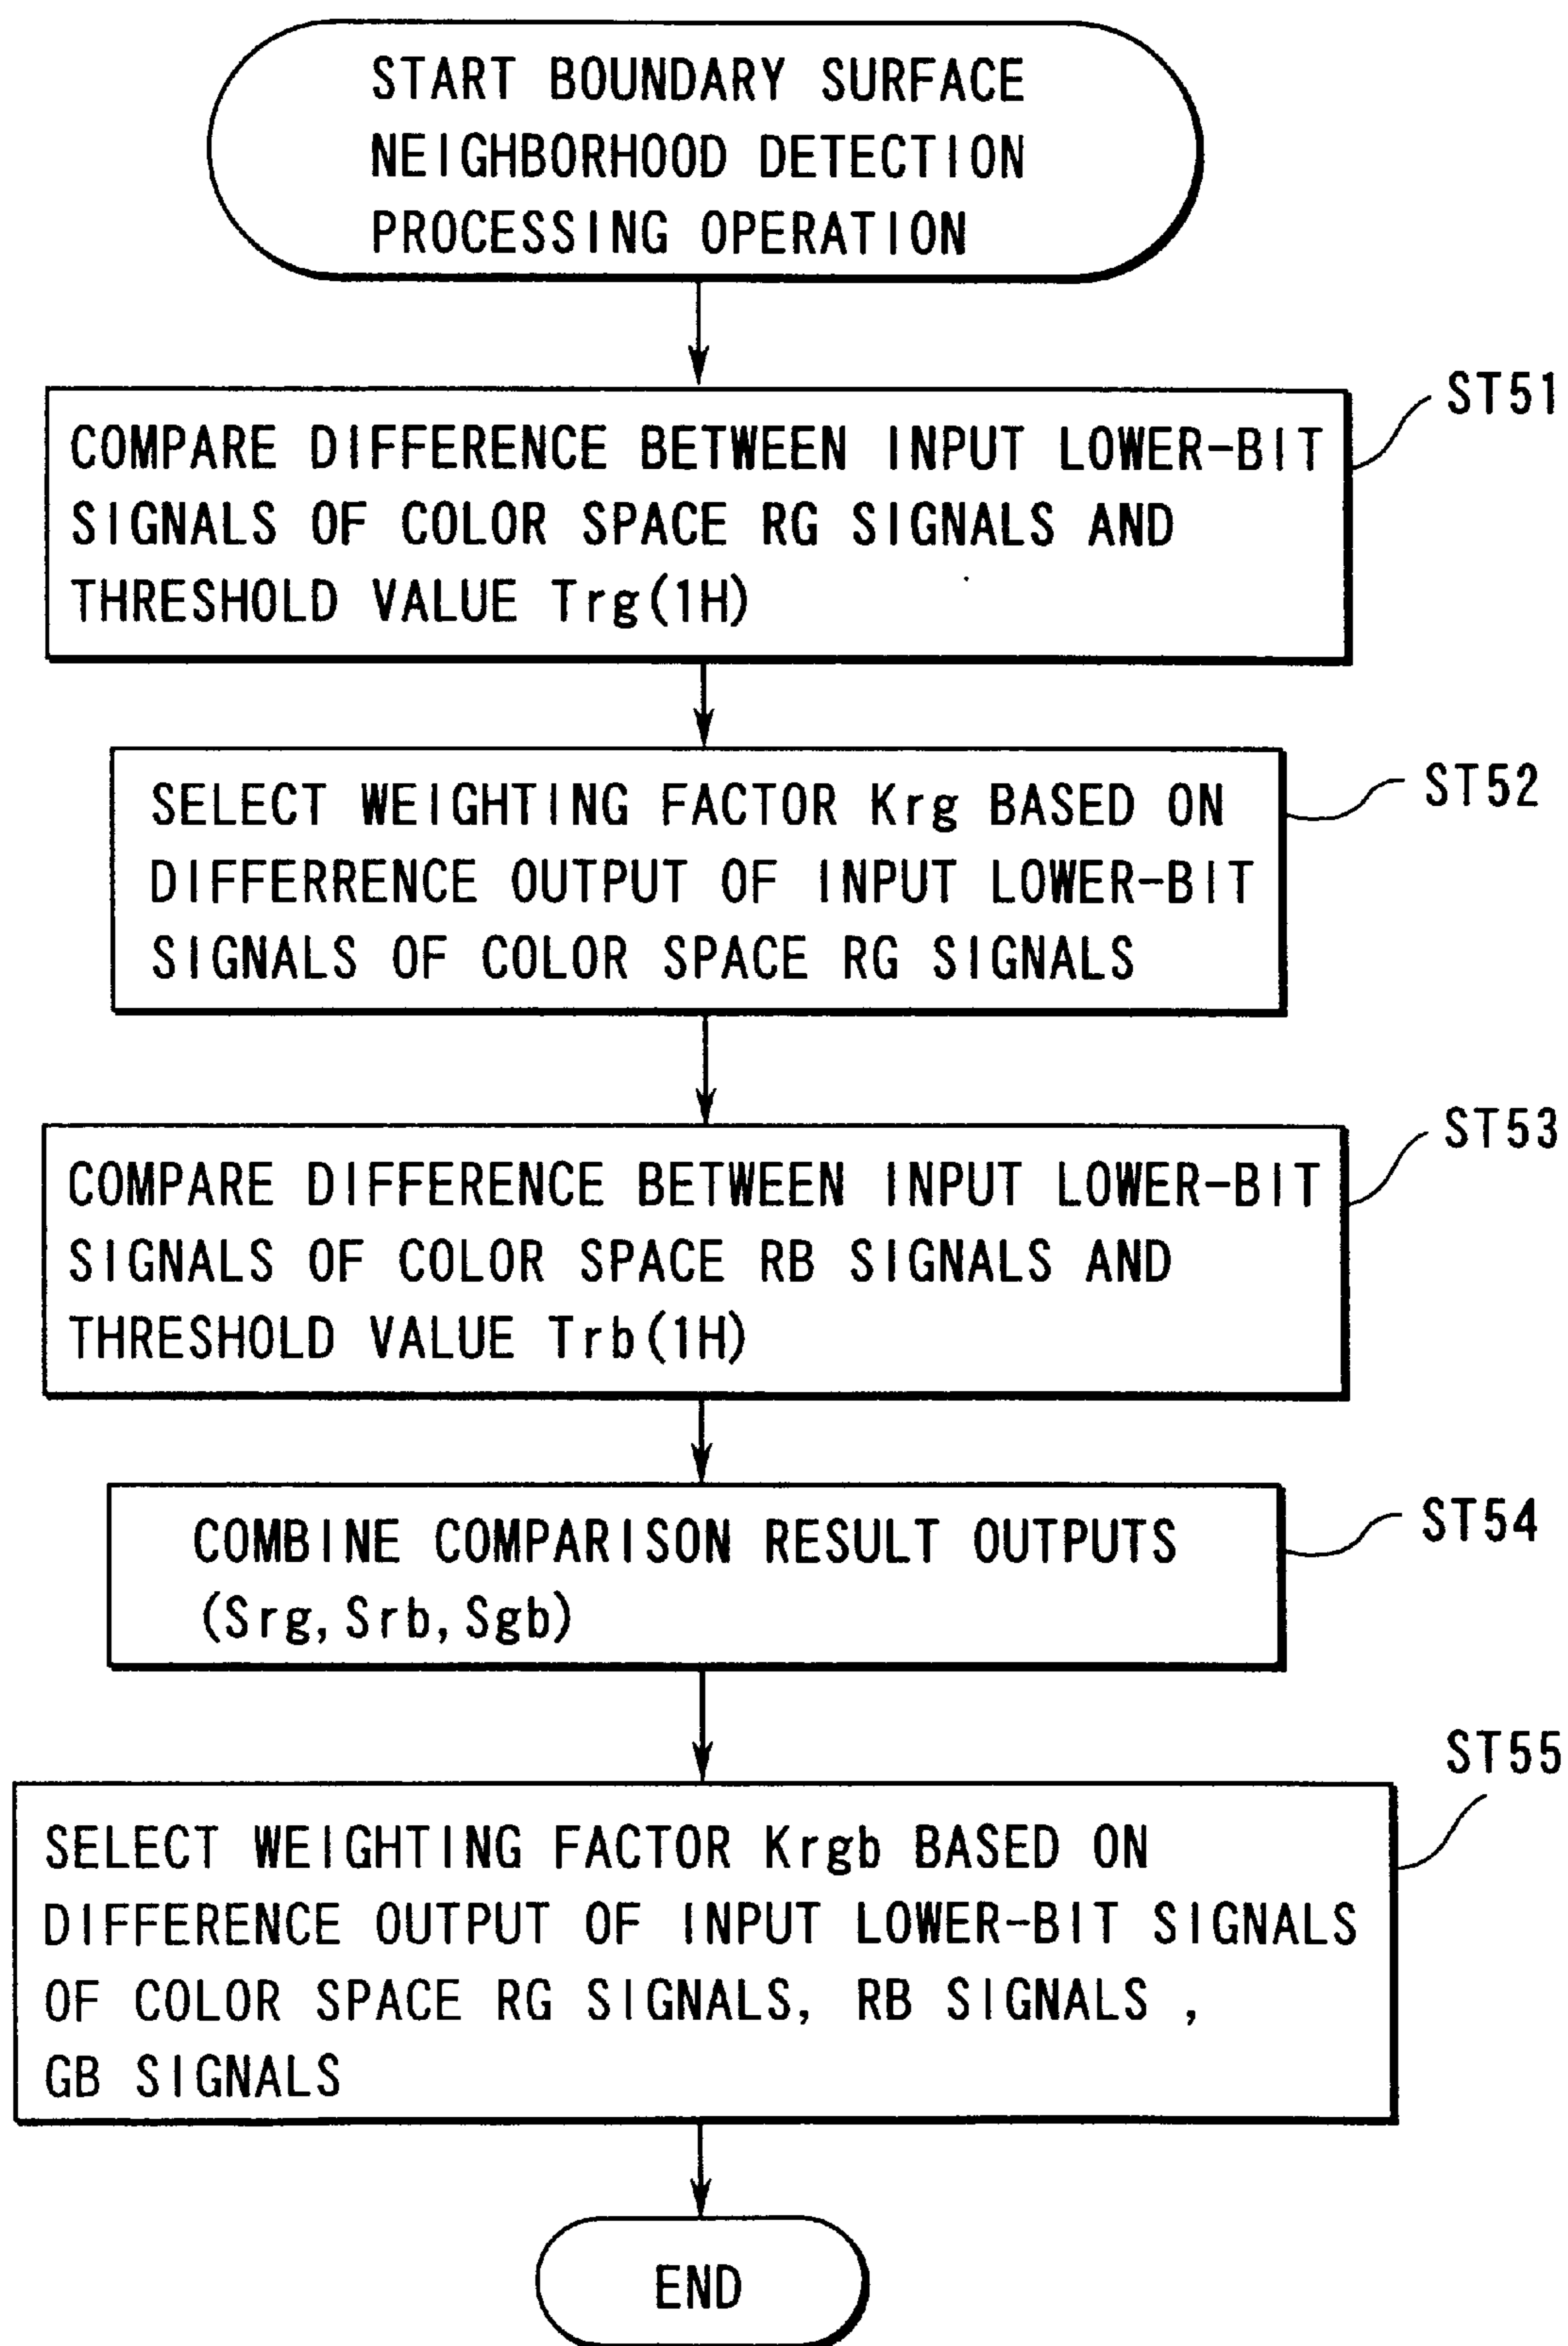 START BOUNDARY SURFACE
NEIGHBORHOOD DETECTION
PROCESSING OPERATION
ST51
COMPARE DIFFERENCE BETWEEN INPUT LOWER-BIT
SIGNALS OF COLOR SPACE RG SIGNALS AND
THRESHOLD VALUE Trg(1H)
ST52
SELECT WEIGHTING FACTOR Krg BASED ON
DIFFERRENCE OUTPUT OF INPUT LOWER-BIT
SIGNALS OF COLOR SPACE RG SIGNALS
ST53
COMPARE DIFFERENCE BETWEEN INPUT LOWER-BIT
SIGNALS OF COLOR SPACE RB SIGNALS AND
THRESHOLD VALUE Trb(1H)
ST54
COMBINE COMPARISON RESULT OUTPUTS
(Srg, Srb, Sgb)
ST55
SELECT WEIGHTING FACTOR Krgb BASED ON
DIFFERENCE OUTPUT OF INPUT LOWER-BIT SIGNALS
OF COLOR SPACE RG SIGNALS, RB SIGNALS ,
GB SIGNALS
END